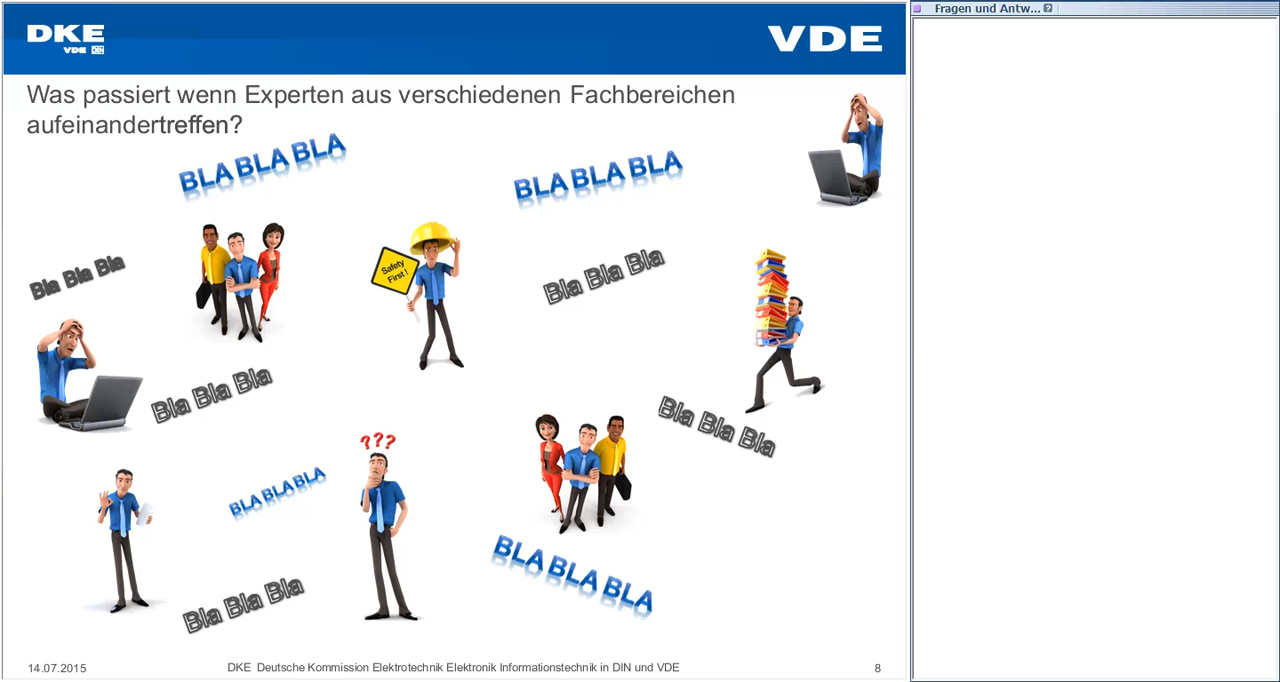 DKE
VDE DIN
VDE
Fragen und Antw...
Was passiert wenn Experten aus verschiedenen Fachbereichen
aufeinandertreffen?
BLA BLA BLA
BLA BLA BLA
Bla Bla Bla
Safety
First !
Bla Bla Bla
Bla Bla Bla
Bla Bla Bla
???
BLA BLA BLA
BLA BLA BLA
Bla Bla Bla
14.07.2015
DKE Deutsche Kommission Elektrotechnik Elektronik Informationstechnik in DIN und VDE
8